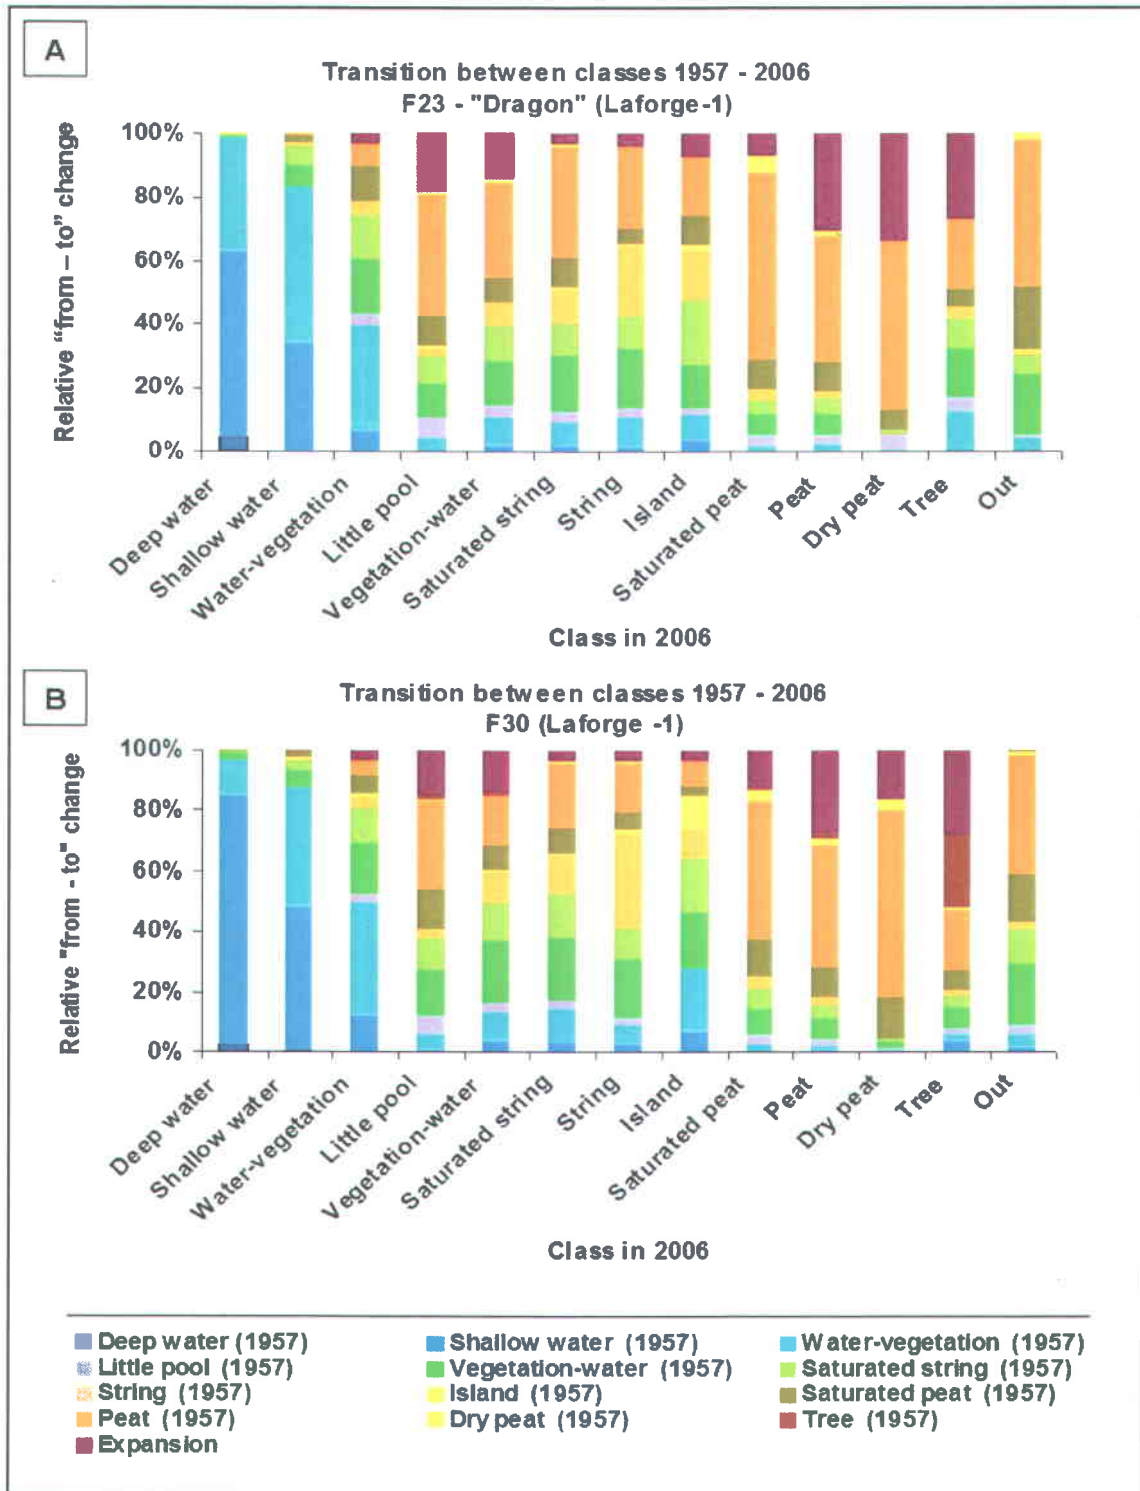 A
Transition between classes 1957 - 2006
F23 - "Dragon" (Laforge-1)
Relative “from – to” change
100%
80%
60%
40%
20%
0%
Deep water
Shallow water
Water-vegetation
Little pool
Vegetation-water
Saturated string
String
Island
Saturated peat
Peat
Dry peat
Tree
Out
Class in 2006
B
Transition between classes 1957 - 2006
F30 (Laforge -1)
Relative "from - to" change
100%
80%
60%
40%
20%
0%
Deep water
Shallow water
Water-vegetation
Little pool
Vegetation-water
Saturated string
String
Island
Saturated peat
Peat
Dry peat
Tree
Out
Class in 2006
Deep water (1957) Shallow water (1957) Water-vegetation (1957)
Little pool (1957) Vegetation-water (1957) Saturated string (1957)
String (1957) Island (1957) Saturated peat (1957)
Peat (1957) Dry peat (1957) Tree (1957)
Expansion